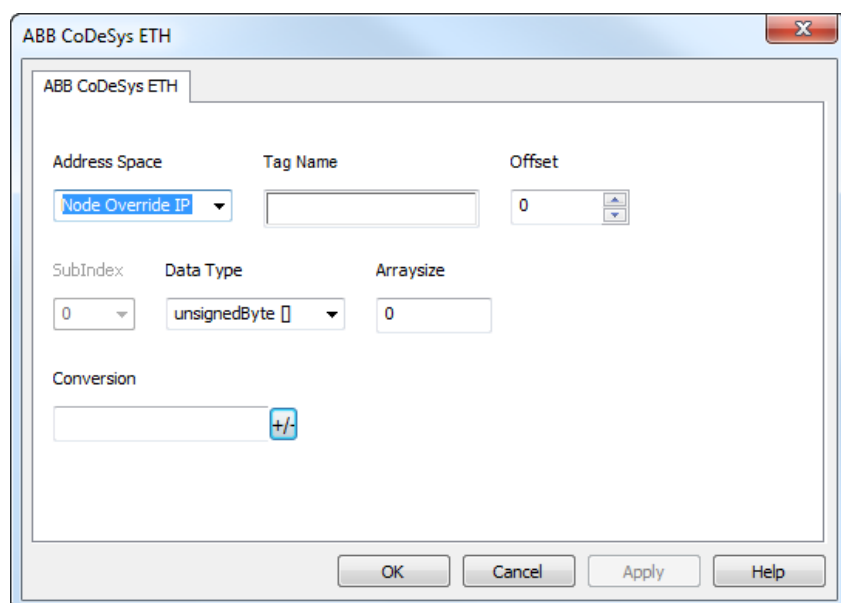 ABB CoDeSys ETH
ABB CoDeSys ETH
Address Space Tag Name Offset
Node Override IP 0
SubIndex Data Type Arraysize
0 unsignedByte [] 0
Conversion
+/-
OK Cancel Apply Help